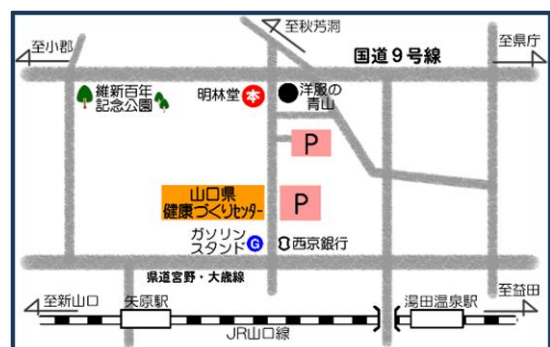 至秋芳洞
至小郡
国道9号線
至県庁
維新百年
記念公園
明林堂
本
洋服の
青山
P
山口県
健康づくりセンター
P
ガソリン
スタンド
G
西京銀行
県道宮野・大歳線
至新山口
矢原駅
湯田温泉駅
至益田
JR山口線